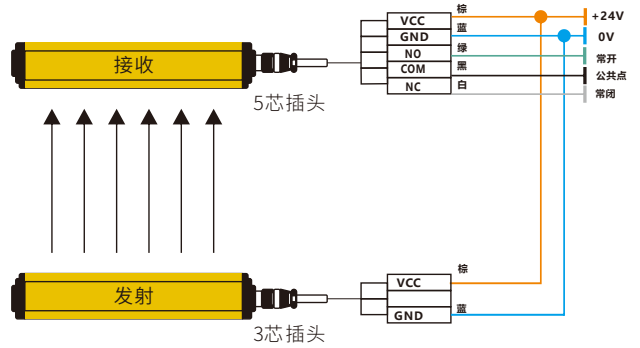 接收
5芯插头
VCC 棕 +24V
GND 蓝 0V
NO 绿 常开
COM 黑 公共点
NC 白 常闭
发射
3芯插头
VCC 棕
GND 蓝